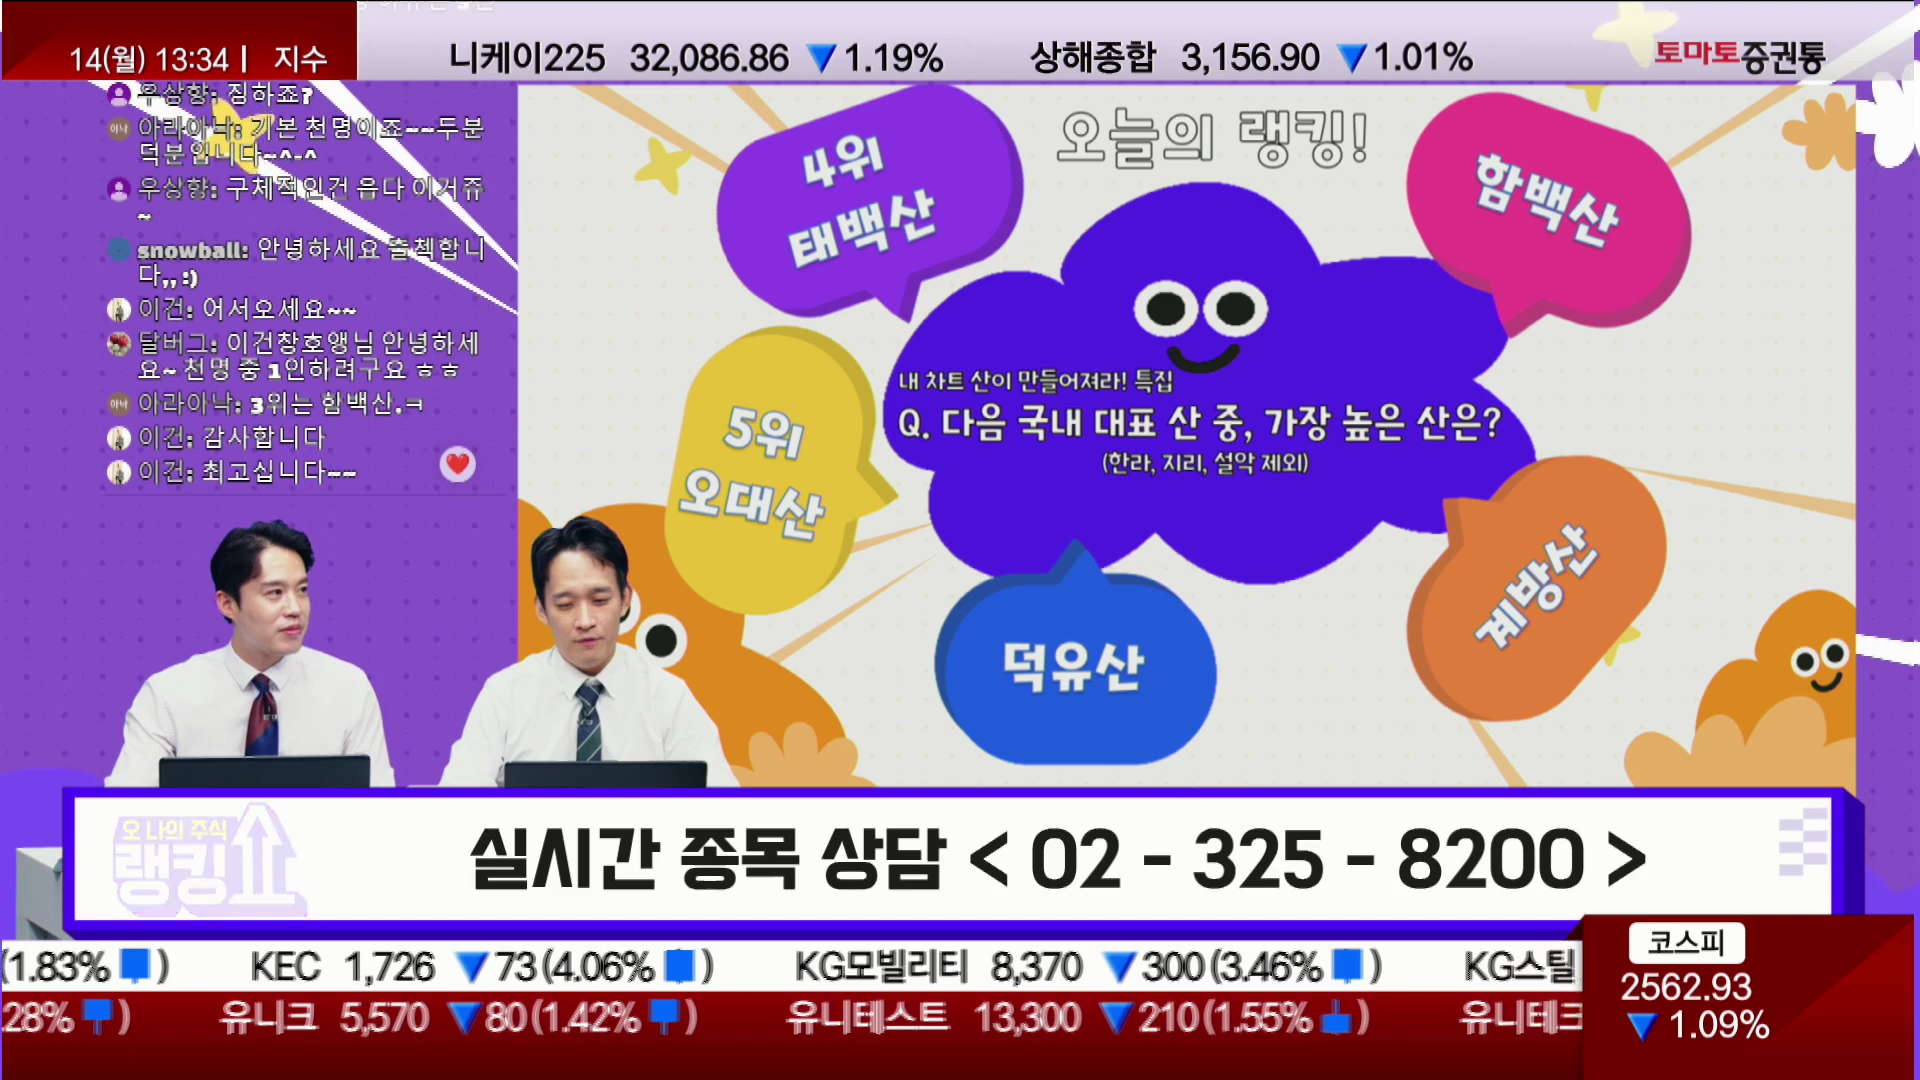 14(월) 13:34 | 지수
니케이225 32,086.86 ▼1.19% 상해종합 3,156.90 ▼1.01%
토마토증권통
우상향: 짐하죠?
아라아낙: 기본 천명이죠~~두분
덕분입니다~^-^
우상향: 구체적인건 읍다 이거쥬
~
snowball: 안녕하세요 출첵합니
다,, :)
이건: 어서오세요~~
달버그: 이건창호앵님 안녕하세
요~ 천명 중 1인하려구요 ㅎㅎ
아라아낙: 3위는 함백산.ㅋ
이건: 감사합니다
이건: 최고십니다~~
오늘의 랭킹!
4위
태백산
함백산
5위
오대산
내 차트 산이 만들어져라! 특집
Q. 다음 국내 대표 산 중, 가장 높은 산은?
(한라, 지리, 설악 제외)
계방산
덕유산
오 나의 주식
랭킹쇼
실시간 종목 상담 < 02 - 325 - 8200 >
(1.83% ) KEC 1,726 ▼73(4.06% ) KG모빌리티 8,370 ▼300(3.46% ) KG스틸
.28% ) 유니크 5,570 ▼80(1.42% ) 유니테스트 13,300 ▼210(1.55% ) 유니테크
코스피
2562.93
▼ 1.09%